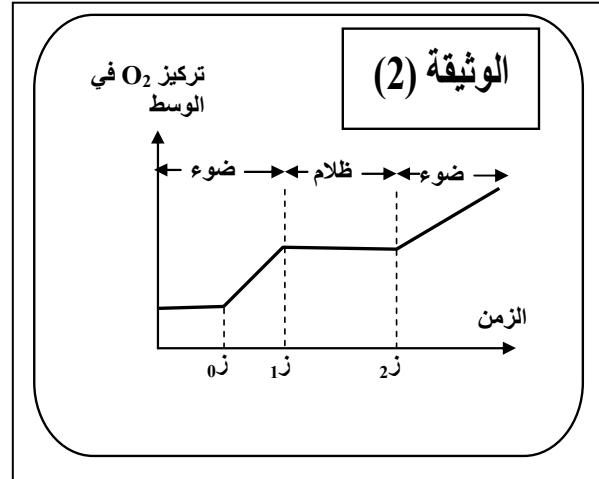 الوثيقة (2)
تركيز O₂ في
الوسط
ضوء
ظلام
ضوء
الزمن
ز0
ز1
ز2